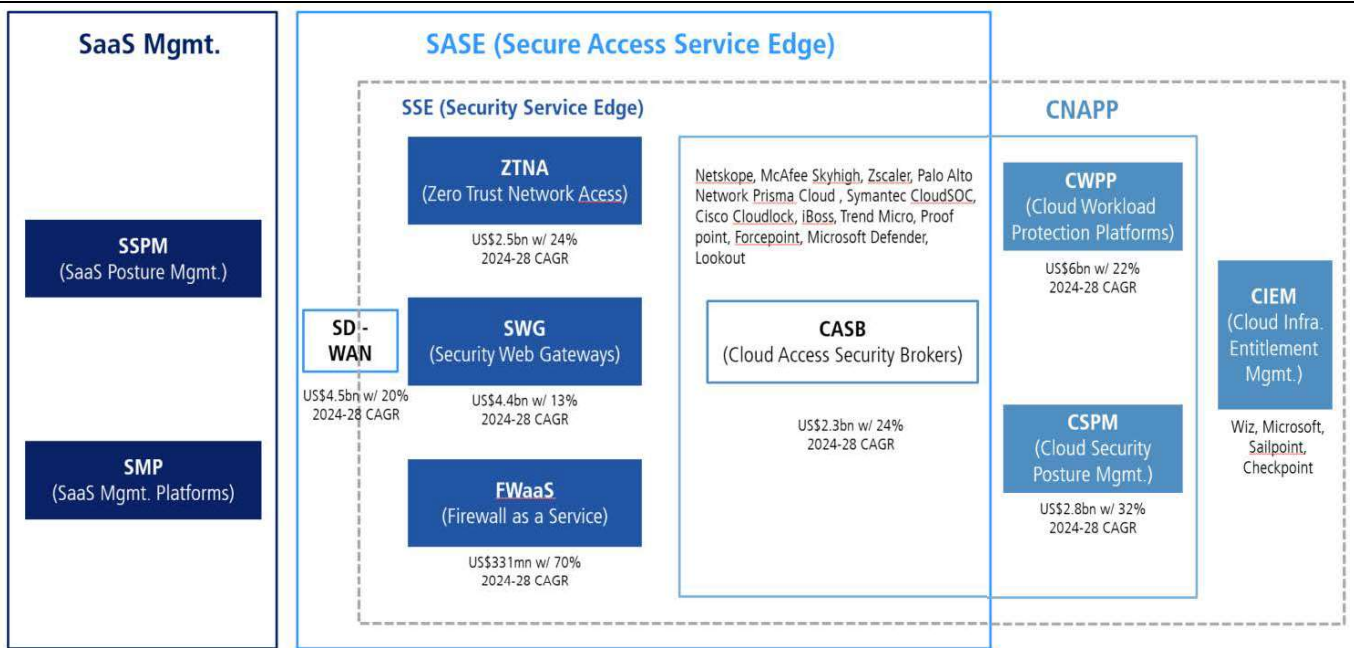 SaaS Mgmt.
SSPM
(SaaS Posture Mgmt.)
SMP
(SaaS Mgmt. Platforms)
SASE (Secure Access Service Edge)
SD -
WAN
US$4.5bn w/ 20%
2024-28 CAGR
SSE (Security Service Edge)
ZTNA
(Zero Trust Network Acess)
US$2.5bn w/ 24%
2024-28 CAGR
SWG
(Security Web Gateways)
US$4.4bn w/ 13%
2024-28 CAGR
FWaaS
(Firewall as a Service)
US$331mn w/ 70%
2024-28 CAGR
Netskope, McAfee Skyhigh, Zscaler, Palo Alto
Network Prisma Cloud , Symantec CloudSOC,
Cisco Cloudlock, iBoss, Trend Micro, Proof
point, Forcepoint, Microsoft Defender,
Lookout
CASB
(Cloud Access Security Brokers)
US$2.3bn w/ 24%
2024-28 CAGR
CNAPP
CWPP
(Cloud Workload
Protection Platforms)
US$6bn w/ 22%
2024-28 CAGR
CSPM
(Cloud Security
Posture Mgmt.)
US$2.8bn w/ 32%
2024-28 CAGR
CIEM
(Cloud Infra.
Entitlement
Mgmt.)
Wiz, Microsoft,
Sailpoint,
Checkpoint